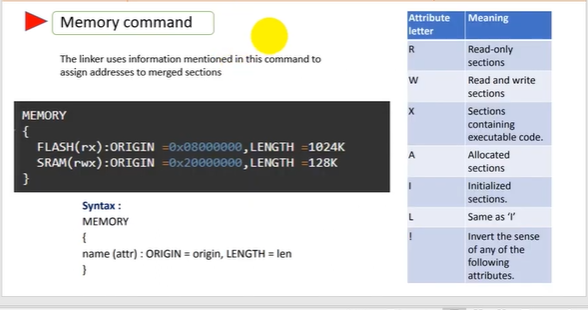 Memory command
The linker uses information mentioned in this command to
assign addresses to merged sections
MEMORY
{
FLASH(rx):ORIGIN =0x08000000,LENGTH =1024K
SRAM(rwx):ORIGIN =0x20000000,LENGTH =128K
}
Syntax :
MEMORY
{
name (attr) : ORIGIN = origin, LENGTH = len
}
Attribute letter Meaning
R Read-only sections
W Read and write sections
X Sections containing executable code.
A Allocated sections
I Initialized sections.
L Same as ‘I’
! Invert the sense of any of the following attributes.